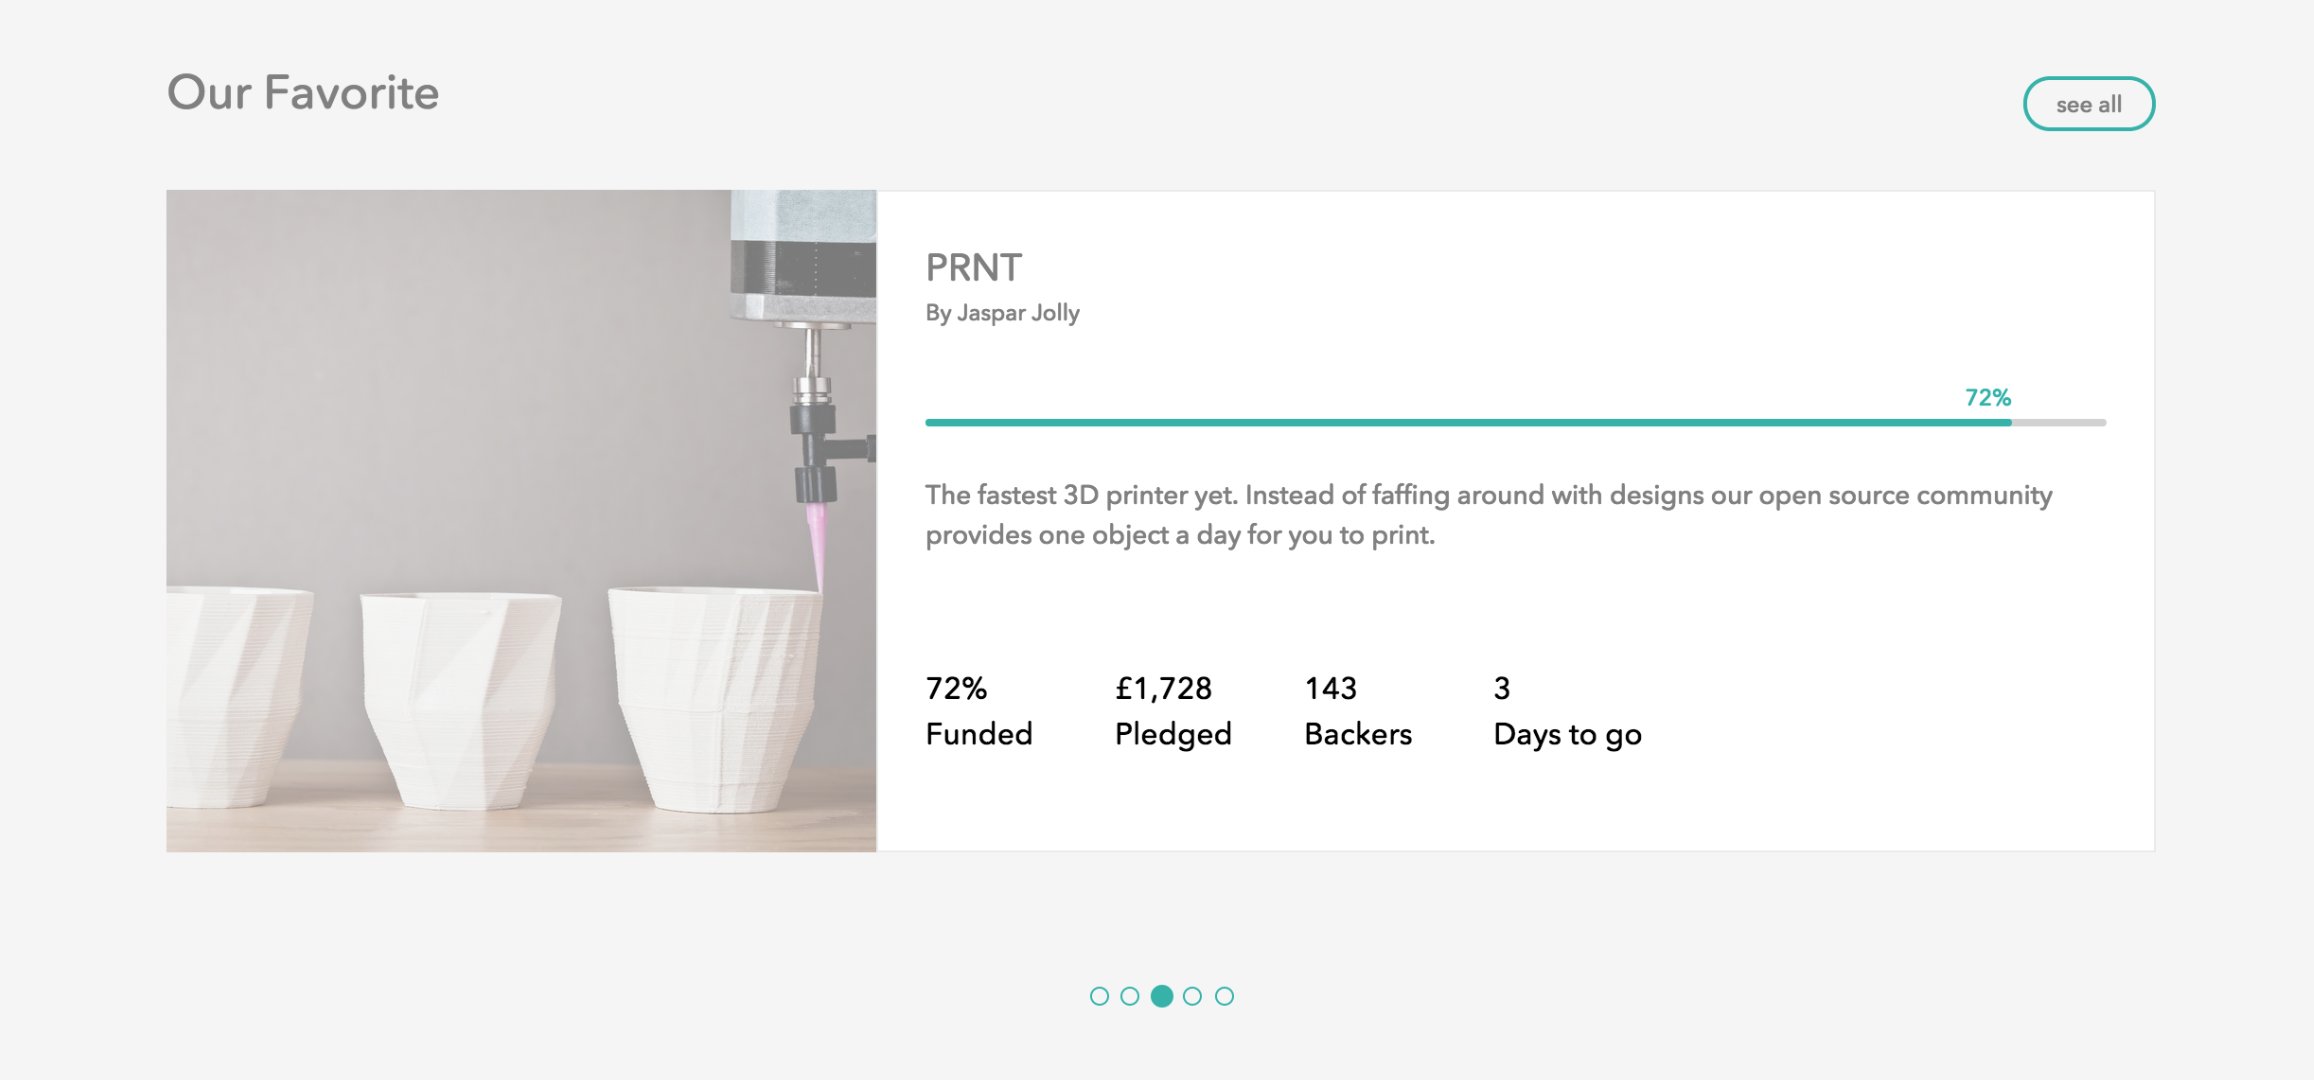 Our Favorite
see all
PRNT
By Jaspar Jolly
72%
The fastest 3D printer yet. Instead of faffing around with designs our open source community
provides one object a day for you to print.
72%
Funded
£1,728
Pledged
143
Backers
3
Days to go